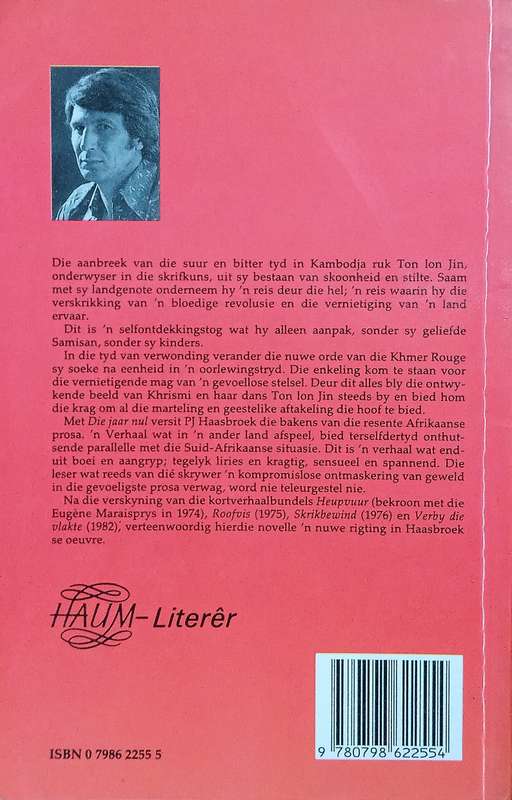 Die aanbreek van die suur en bitter tyd in Kambodja ruk Ton Ion Jin,
onderwyser in die skrifkuns, uit sy bestaan van skoonheid en stilte. Saam
met sy landgenote onderneem hy 'n reis deur die hel; 'n reis waarin hy die
verskrikking van 'n bloedige revolusie en die vernietiging van 'n land
ervaar.
Dit is 'n selfontdekkingstog wat hy alleen aanpak, sonder sy geliefde
Samisan, sonder sy kinders.
In die tyd van verwonding verander die nuwe orde van die Khmer Rouge
sy soeke na eenheid in 'n oorlewingstryd. Die enkeling kom te staan voor
die vernietigende mag van 'n gevoellose stelsel. Deur dit alles bly die ontwy-
kende beeld van Khrismi en haar dans Ton Ion Jin steeds by en bied hom
die krag om al die marteling en geestelike aftakeling die hoof te bied.
Met Die jaar nul versit PJ Haasbroek die bakens van die resente Afrikaanse
prosa. 'n Verhaal wat in 'n ander land afspeel, bied terselfdertyd onthut-
sende parallelle met die Suid-Afrikaanse situasie. Dit is 'n verhaal wat end-
uit boei en aangryp; tegelyk liries en kragtig, sensueel en spannend. Die
leser wat reeds van dié skrywer 'n kompromislose ontmaskering van geweld
in die gevoeligste prosa verwag, word nie teleurgestel nie.
Na die verskyning van die kortverhaalbundels Heupvuur (bekroon met die
Eugène Maraisprys in 1974), Roofvis (1975), Skrikbewind (1976) en Verby die
vlakte (1982), verteenwoordig hierdie novelle 'n nuwe rigting in Haasbroek
se oeuvre.
HAUM-Literêr
ISBN 0 7986 2255 5
9 780798 622554